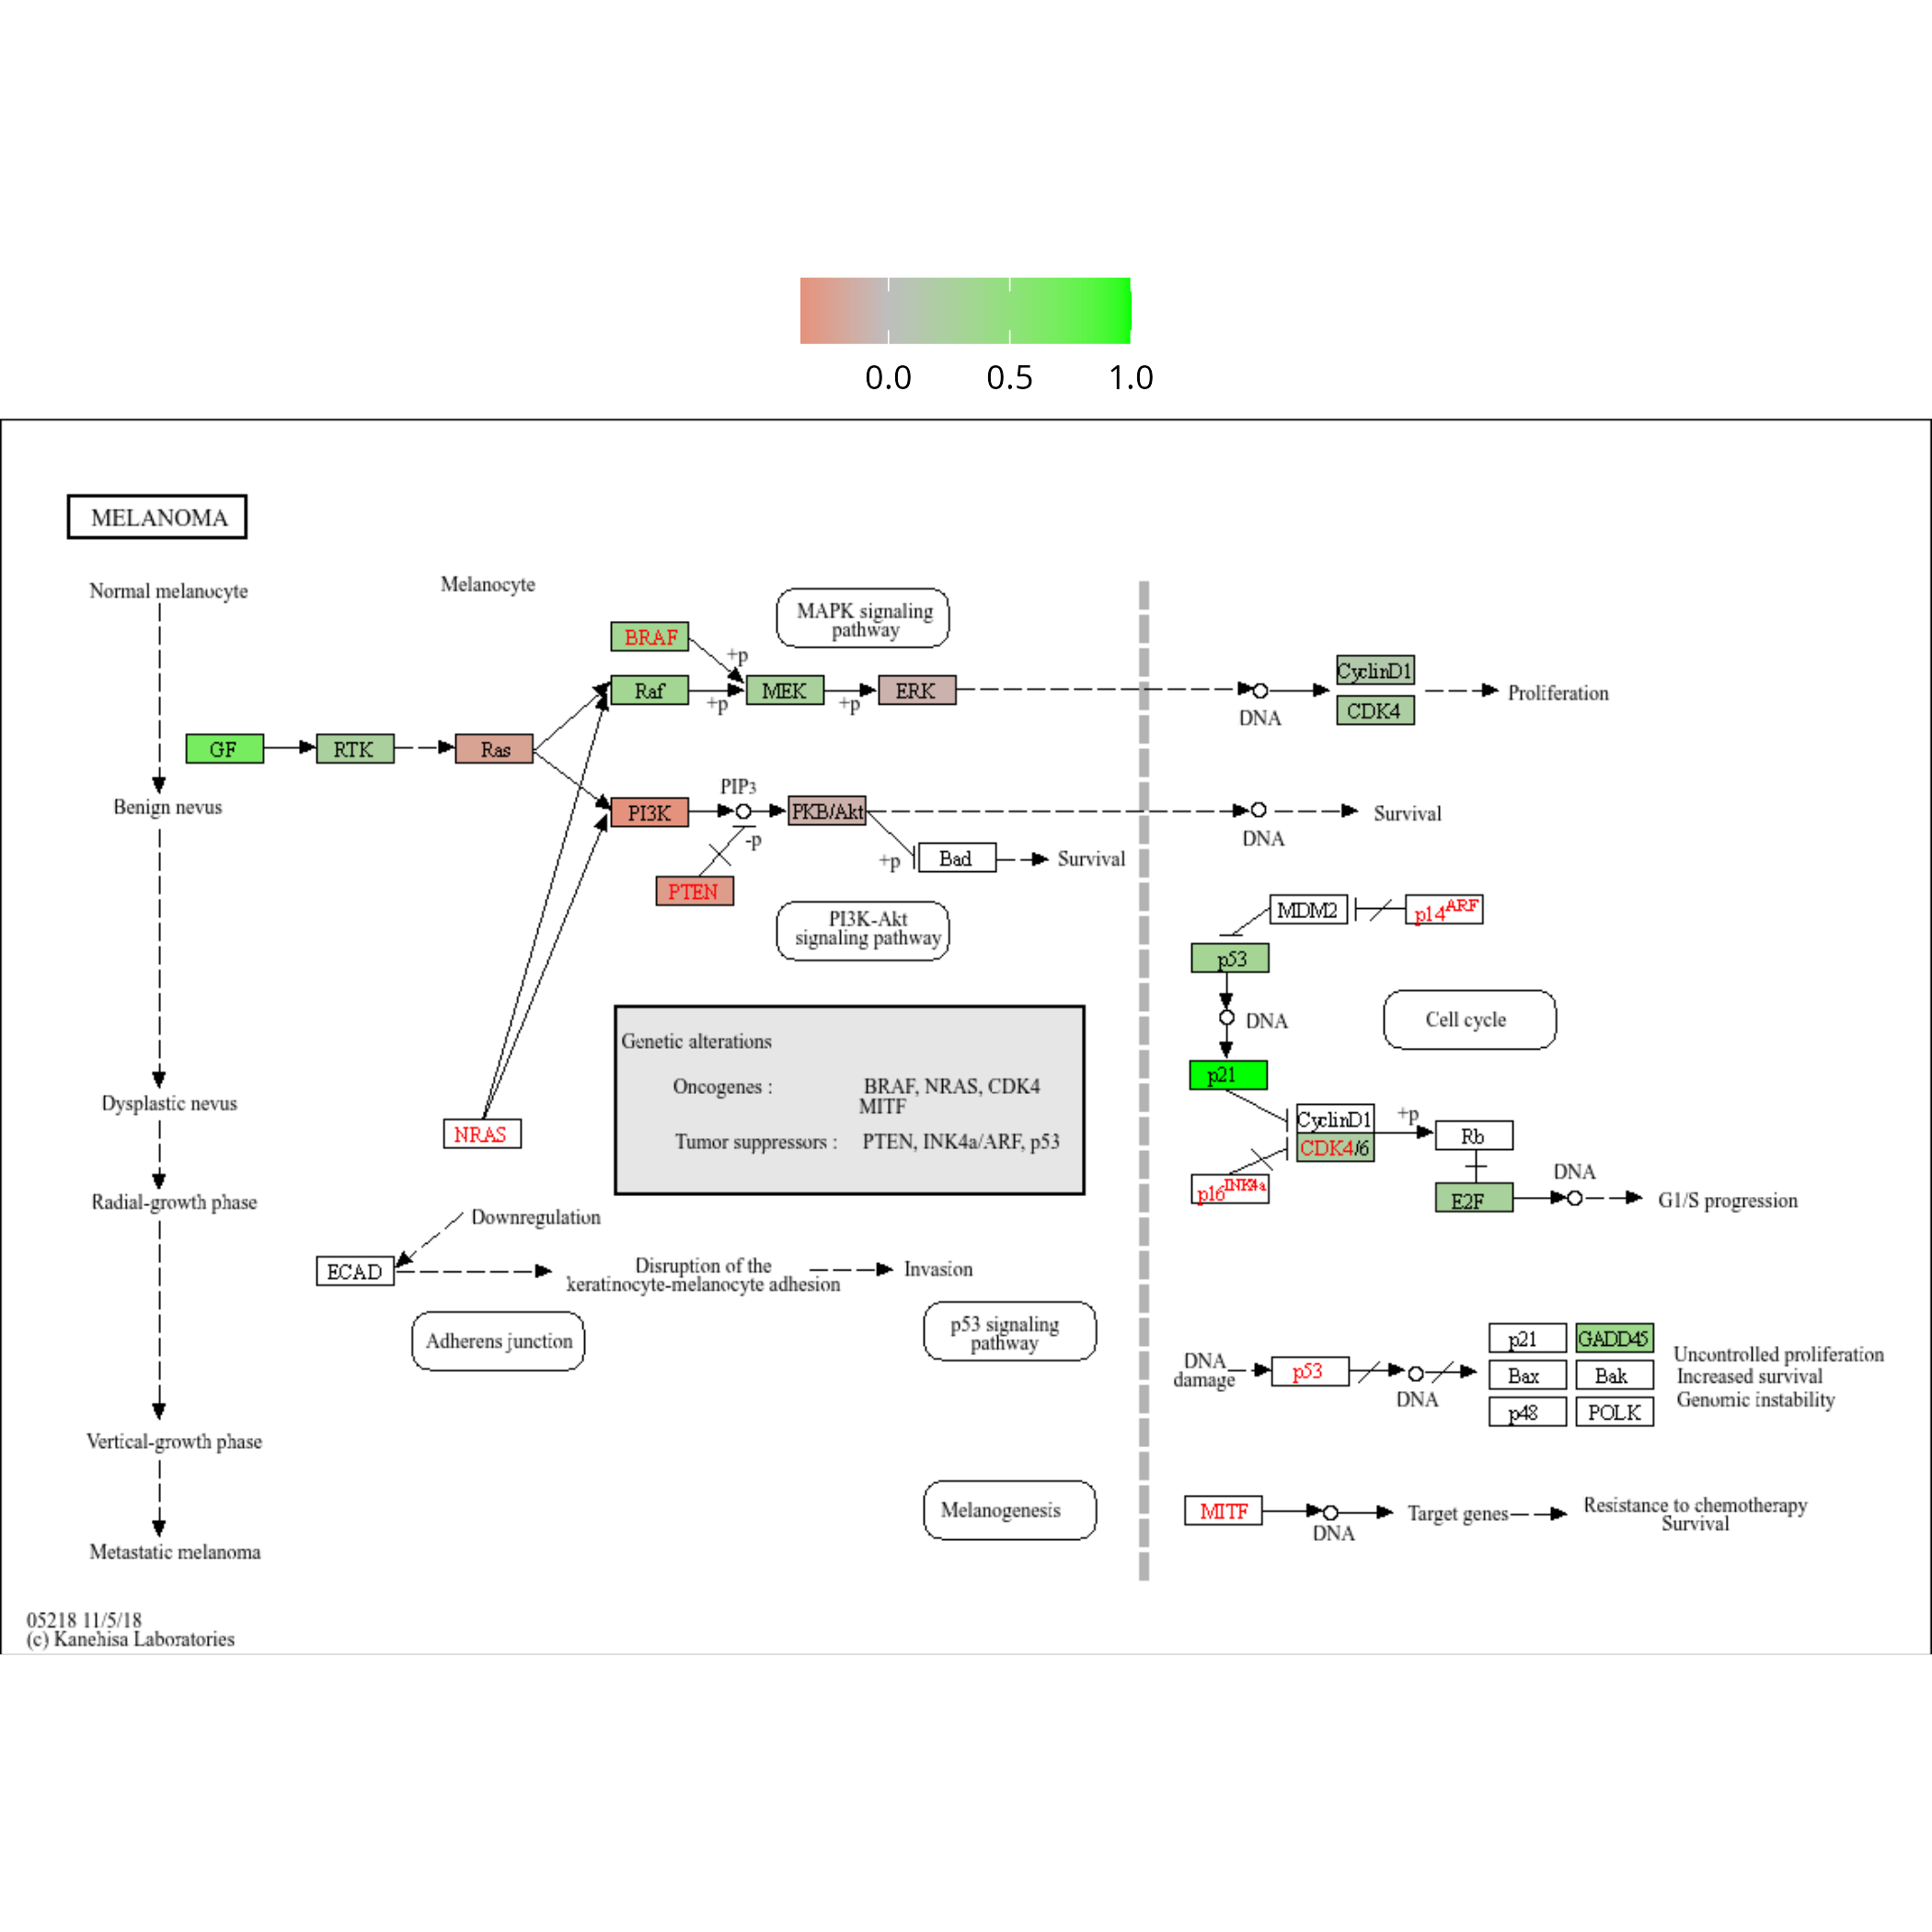 0.0 0.5 1.0
MELANOMA
Normal melanocyte
Melanocyte
MAPK signaling
pathway
BRAF
+p
Raf
+p
MEK
+p
ERK
DNA
CyclinD1
CDK4
Proliferation
GF
RTK
Ras
Benign nevus
PI3K
PIP3
PKB/Akt
-p
PTEN
+p
Bad
Survival
DNA
Survival
PI3K-Akt
signaling pathway
MDM2
p14ARF
p53
DNA
Cell cycle
p21
CyclinD1
CDK4/6
+p
Rb
p16INK4a
E2F
DNA
G1/S progression
Genetic alterations
Oncogenes : BRAF, NRAS, CDK4
MITF
Tumor suppressors : PTEN, INK4a/ARF, p53
Dysplastic nevus
NRAS
Radial-growth phase
Downregulation
ECAD
Disruption of the
keratinocyte-melanocyte adhesion
Invasion
Adherens junction
p53 signaling
pathway
DNA
damage
p53
DNA
p21
GADD45
Bax
Bak
p48
POLK
Uncontrolled proliferation
Increased survival
Genomic instability
Vertical-growth phase
Melanogenesis
MITF
DNA
Target genes
Resistance to chemotherapy
Survival
Metastatic melanoma
05218 11/5/18
(c) Kanehisa Laboratories